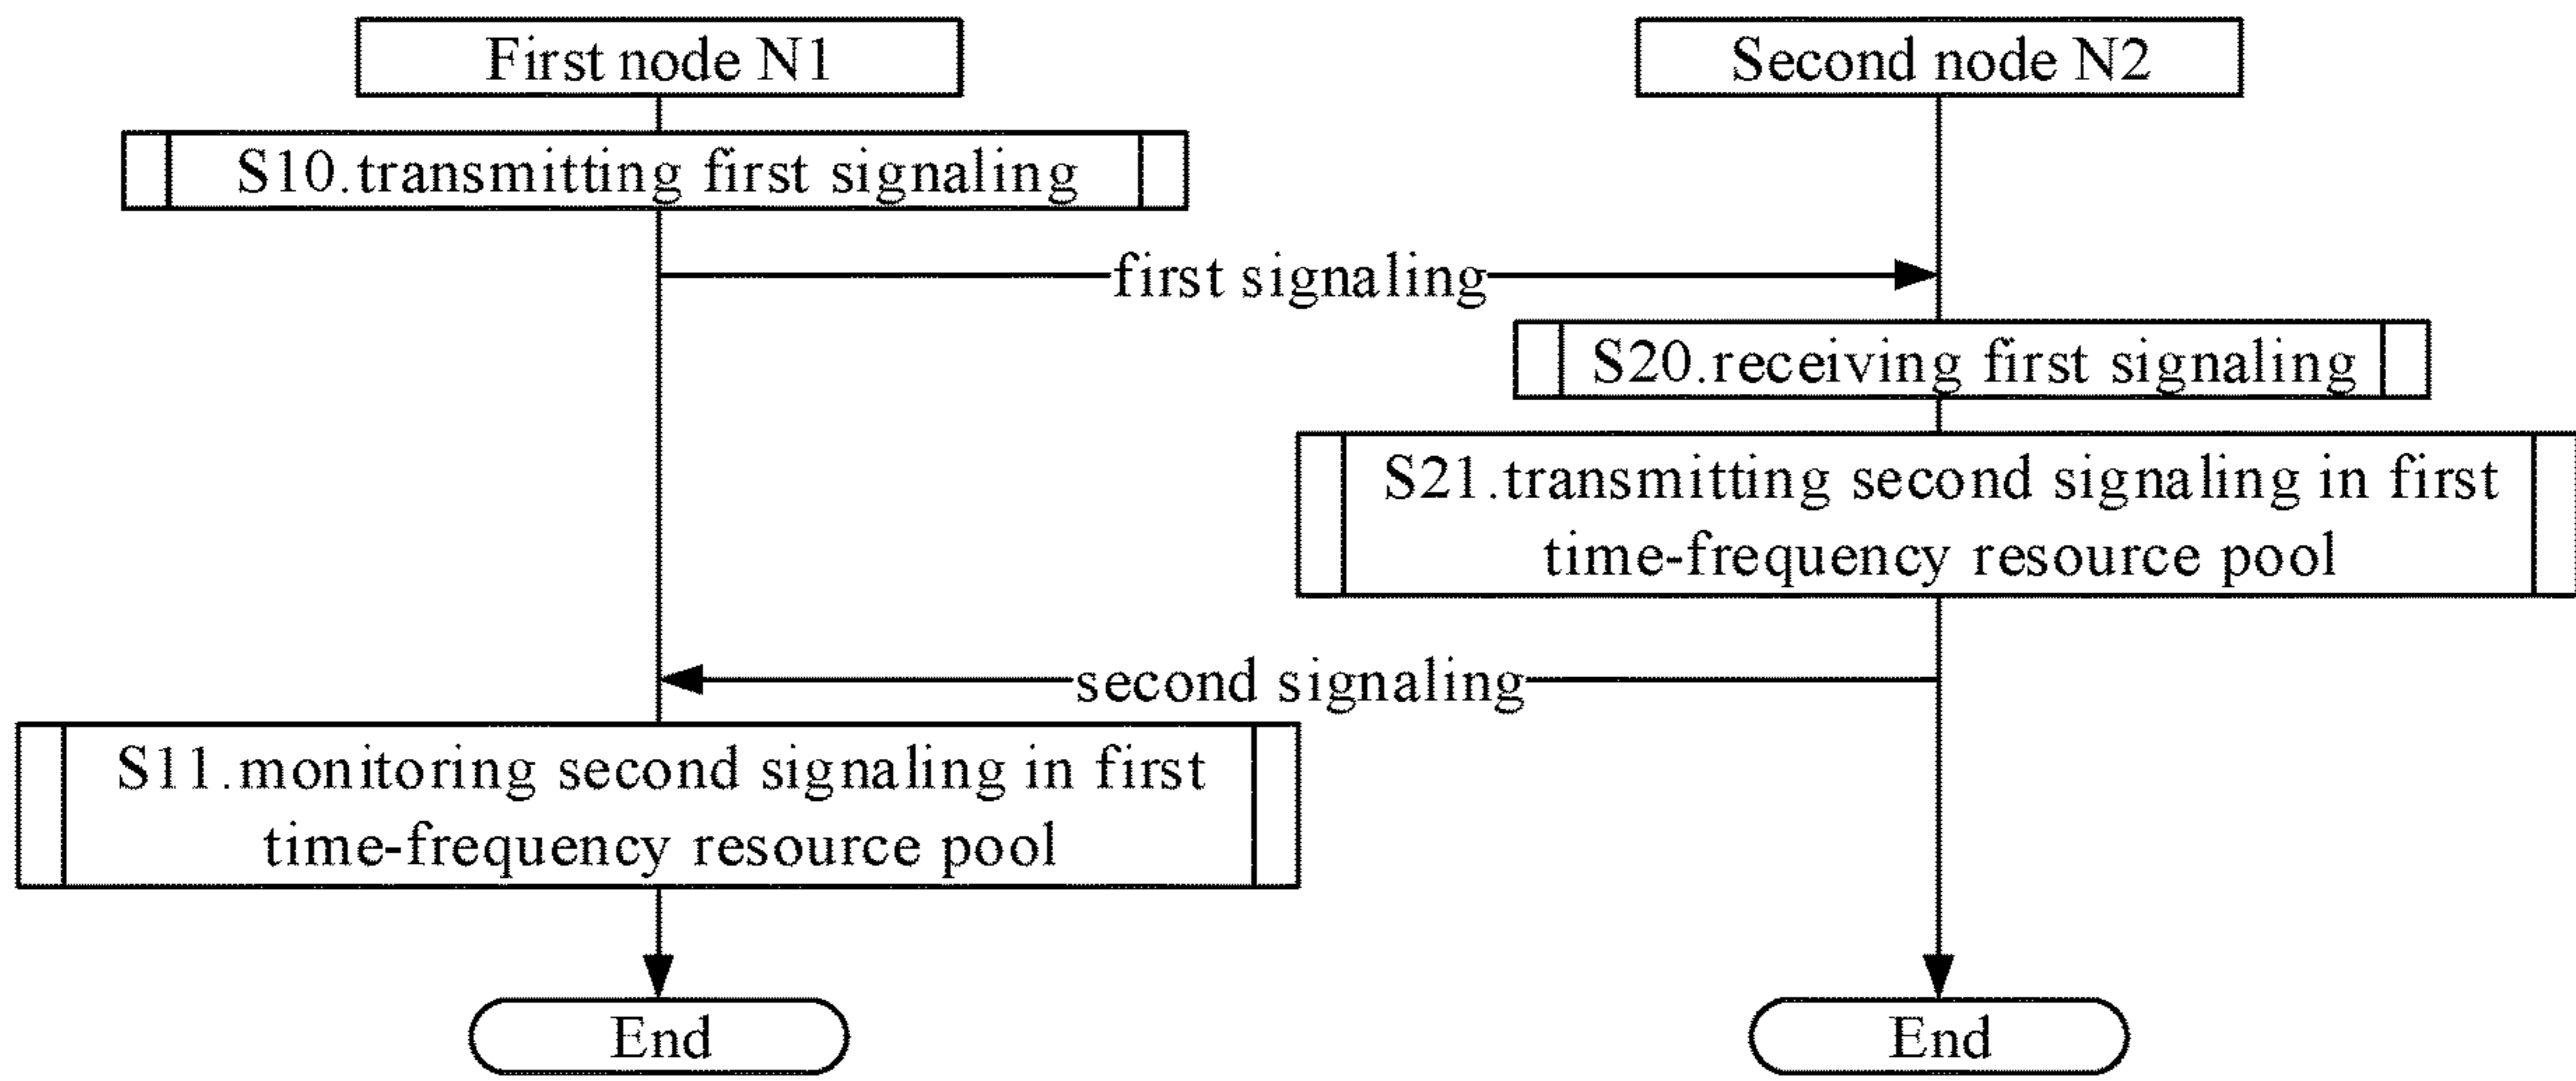 First node N1
Second node N2
S10.transmitting first signaling
first signaling
S20.receiving first signaling
S21.transmitting second signaling in first
time-frequency resource pool
second signaling
S11.monitoring second signaling in first
time-frequency resource pool
End
End